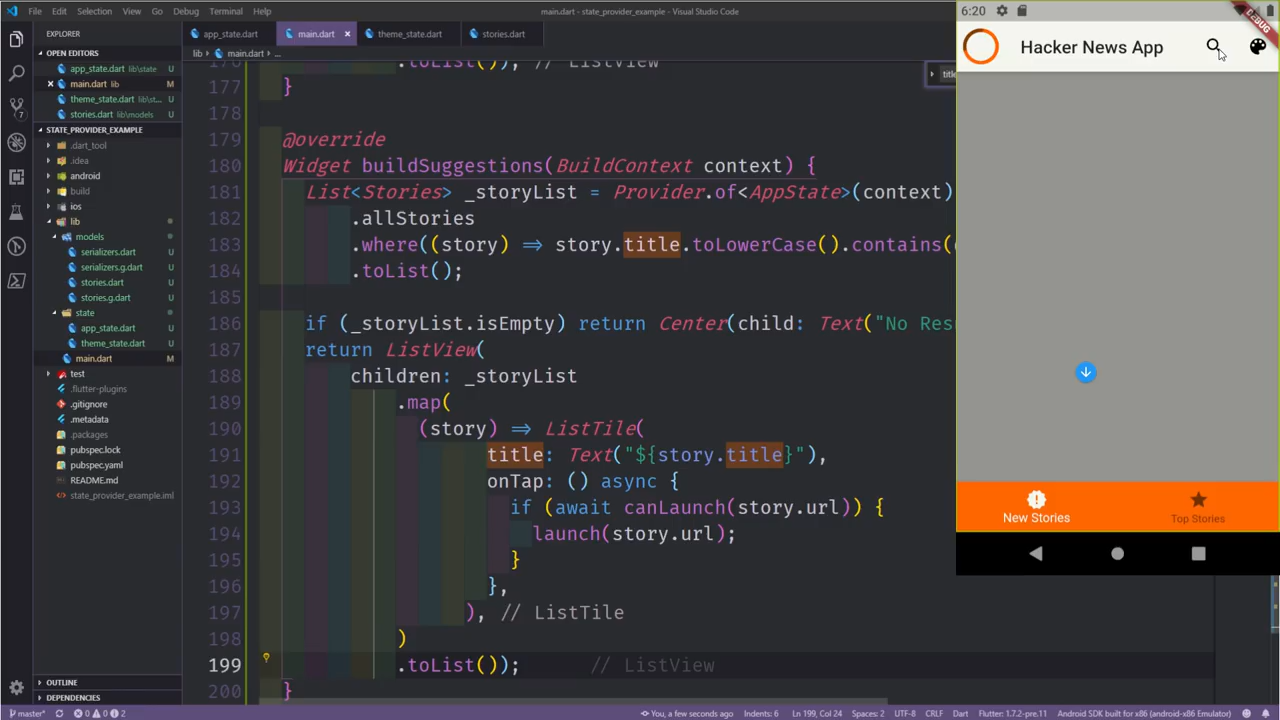 File Edit Selection View Go Debug Terminal Help
main.dart - state_provider_example - Visual Studio Code
EXPLORER
OPEN EDITORS
app_state.dart lib\state
main.dart lib
theme_state.dart lib\st...
stories.dart lib\models
STATE_PROVIDER_EXAMPLE
.dart_tool
.idea
android
build
ios
lib
models
serializers.dart U
serializers.g.dart U
stories.dart U
stories.g.dart U
state
app_state.dart U
theme_state.dart U
main.dart M
test
.flutter-plugins
.gitignore
.metadata
.packages
pubspec.lock
pubspec.yaml
README.md
state_provider_example.iml
OUTLINE
DEPENDENCIES
app_state.dart main.dart × theme_state.dart stories.dart
lib main.dart ...
176 .toList()); // ListView
177 }
178
179 @override
180 Widget buildSuggestions(BuildContext context) {
181 List<Stories> _storyList = Provider.of<AppState>(context)
182 .allStories
183 .where((story) => story.title.toLowerCase().contains(
184 .toList();
185
186 if (_storyList.isEmpty) return Center(child: Text("No Res
187 return ListView(
188 children: _storyList
189 .map(
190 (story) => ListTile(
191 title: Text("${story.title}"),
192 onTap: () async {
193 if (await canLaunch(story.url)) {
194 launch(story.url);
195 }
196 },
197 ), // ListTile
198 )
199 .toList()); // ListView
200 }
6:20
DEBUG
Hacker News App
New Stories
Top Stories
master* 0 0 2
You, a few seconds ago Indents: 6 Ln 199, Col 24 Spaces: 2 UTF-8 CRLF Dart Flutter: 1.7.2-pre.11 Android SDK built for x86 (android-x86 Emulator)